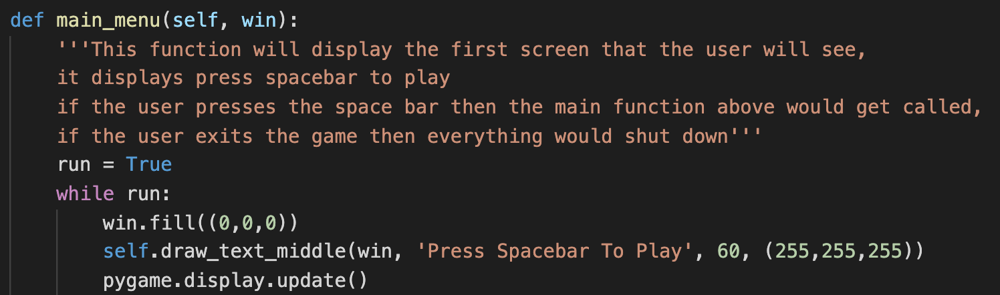 def main_menu(self, win):
    '''This function will display the first screen that the user will see,
    it displays press spacebar to play
    if the user presses the space bar then the main function above would get called,
    if the user exits the game then everything would shut down'''
    run = True
    while run:
        win.fill((0,0,0))
        self.draw_text_middle(win, 'Press Spacebar To Play', 60, (255,255,255))
        pygame.display.update()